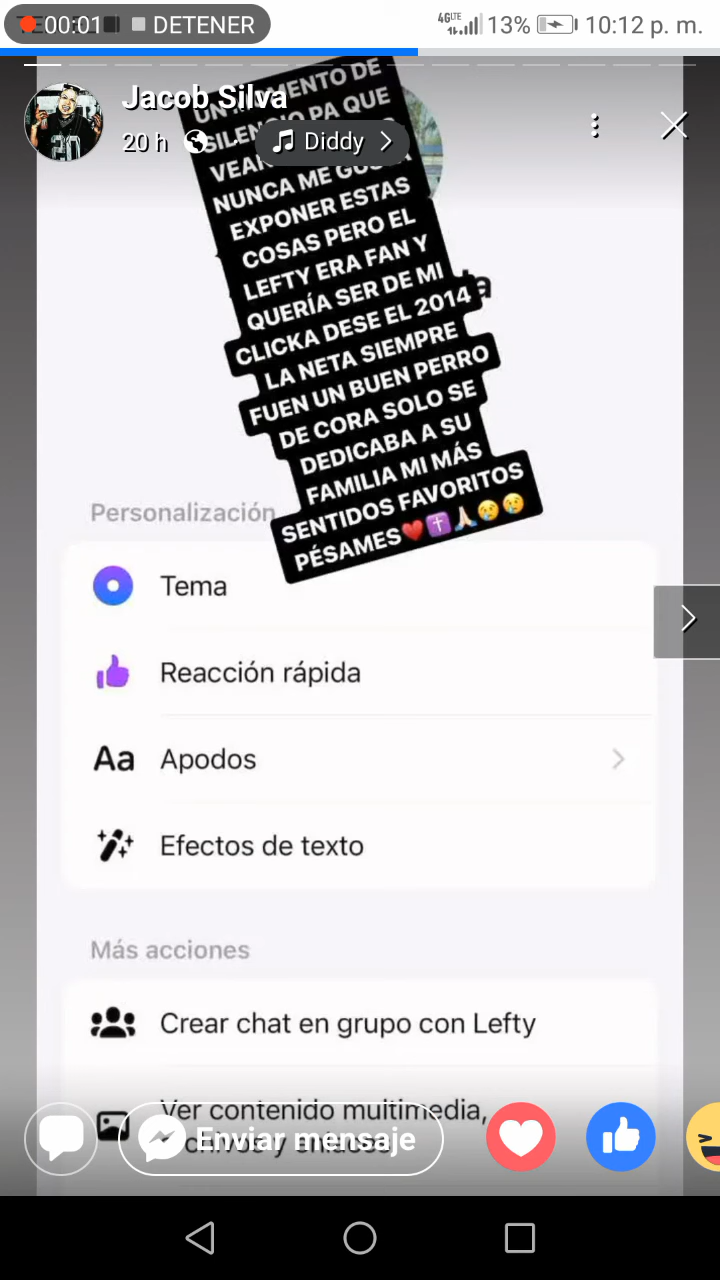 00:01 DETENER 4G LTE 13% 10:12 p. m.
Jacob Silva
20 h
Diddy
UN MOMENTO DE
SILENCIO PA QUE
VEAN
NUNCA ME GUSTA
EXPONER ESTAS
COSAS PERO EL
LEFTY ERA FAN Y
QUERÍA SER DE MI
CLICKA DESE EL 2014
LA NETA SIEMPRE
FUEN UN BUEN PERRO
DE CORA SOLO SE
DEDICABA A SU
FAMILIA MI MÁS
SENTIDOS FAVORITOS
PÉSAMES❤️✝️🙏🏻😢😢
Personalización
Tema
Reacción rápida
Aa Apodos
Efectos de texto
Más acciones
Crear chat en grupo con Lefty
Ver contenido multimedia,
Enviar mensaje